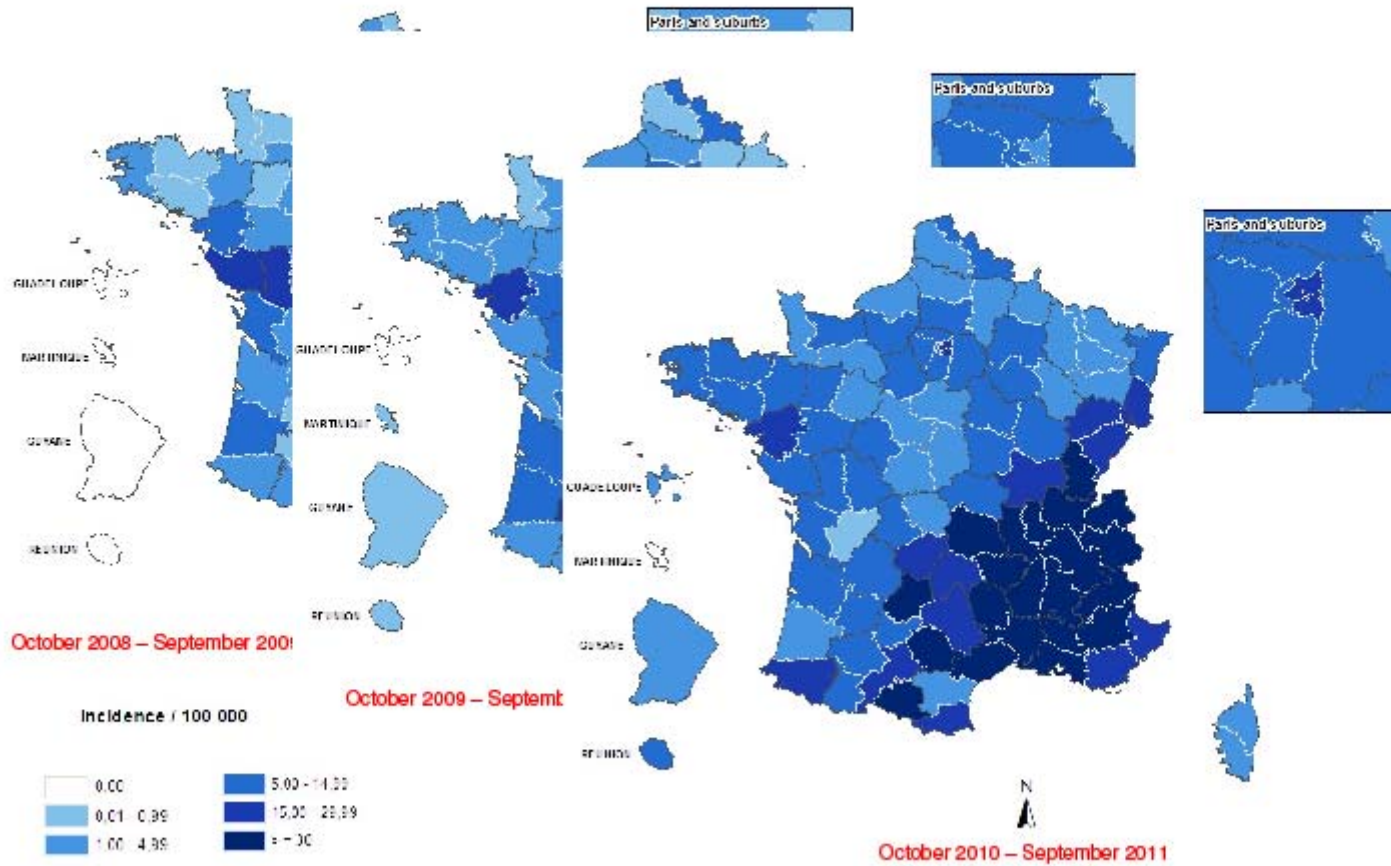 Paris and suburbs
Paris and suburbs
Paris and suburbs
GUADELOUPE
MARTINIQUE
GUYANE
REUNION
October 2008 – September 2009
GUADELOUPE
MARTINIQUE
GUYANE
REUNION
October 2009 – Septemb
GUADELOUPE
MARTINIQUE
GUYANE
REUNION
N
October 2010 – September 2011
Incidence / 100 000
0,00
0,01 - 0,99
1,00 - 4,99
5,00 - 14,99
15,00 - 29,99